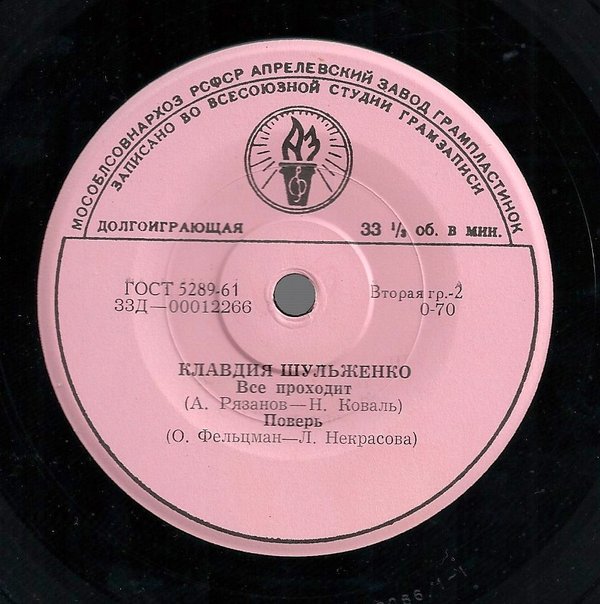 МОСОБЛСОВНАРХОЗ РСФСР АПРЕЛЕВСКИЙ ЗАВОД ГРАМПЛАСТИНОК
ЗАПИСАНО ВО ВСЕСОЮЗНОЙ СТУДИИ ГРАМЗАПИСИ
АЗ
ДОЛГОИГРАЮЩАЯ 33 ⅓ об. в мин.
ГОСТ 5289-61 Вторая гр.-2
33Д—00012266 0-70
КЛАВДИЯ ШУЛЬЖЕНКО
Все проходит
(А. Рязанов—Н. Коваль)
Поверь
(О. Фельцман—Л. Некрасова)